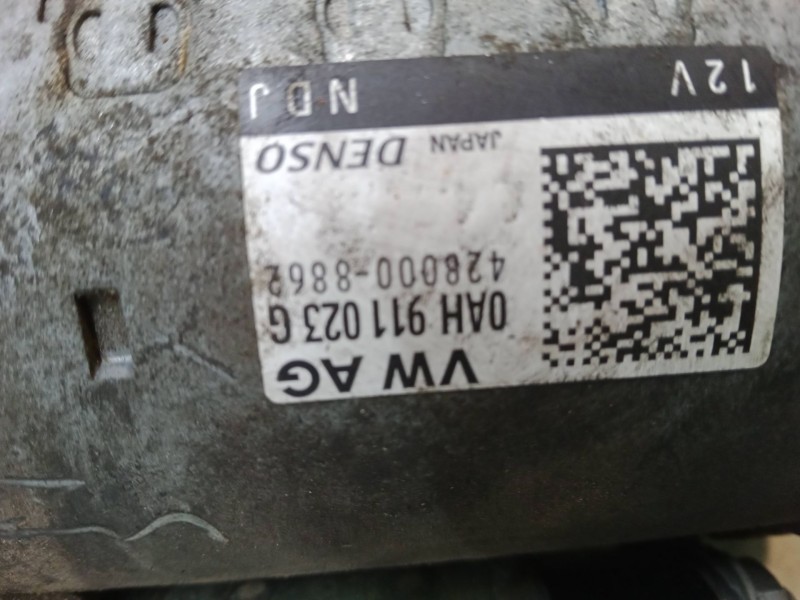 VW AG
0AH 911 023 G
428000-8862
JAPAN DENSO
12V NDJ